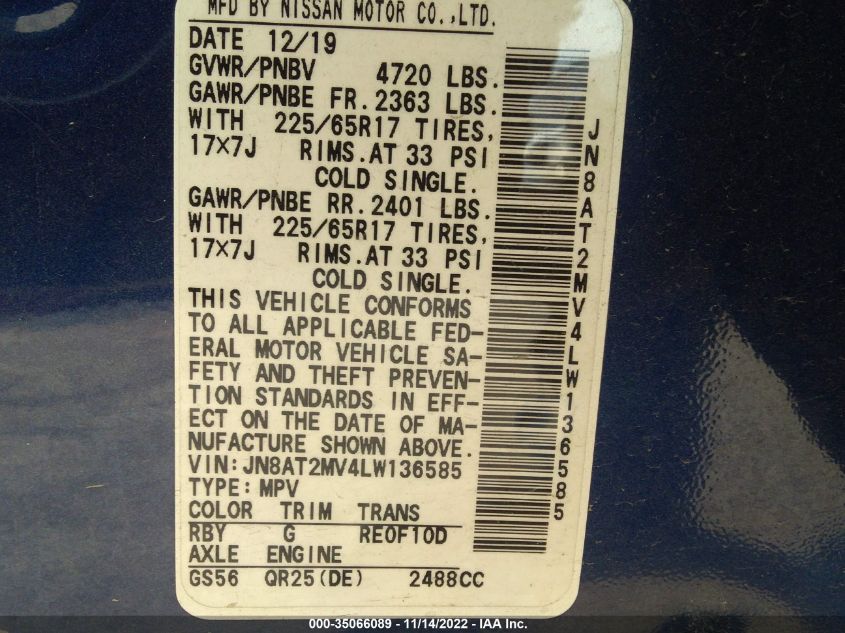 MFD BY NISSAN MOTOR CO.,LTD.
DATE 12/19
GVWR/PNBV 4720 LBS.
GAWR/PNBE FR. 2363 LBS.
WITH 225/65R17 TIRES,
17X7J RIMS. AT 33 PSI
COLD SINGLE.
GAWR/PNBE RR. 2401 LBS.
WITH 225/65R17 TIRES,
17X7J RIMS. AT 33 PSI
COLD SINGLE.
THIS VEHICLE CONFORMS
TO ALL APPLICABLE FED-
ERAL MOTOR VEHICLE SA-
FETY AND THEFT PREVEN-
TION STANDARDS IN EFF-
ECT ON THE DATE OF MA-
NUFACTURE SHOWN ABOVE.
VIN:JN8AT2MV4LW136585
TYPE:MPV
COLOR TRIM TRANS
RBY G RE0F10D
AXLE ENGINE
GS56 QR25(DE) 2488CC
JN8AT2MV4LW136585
000-35066089 - 11/14/2022 - IAA Inc.